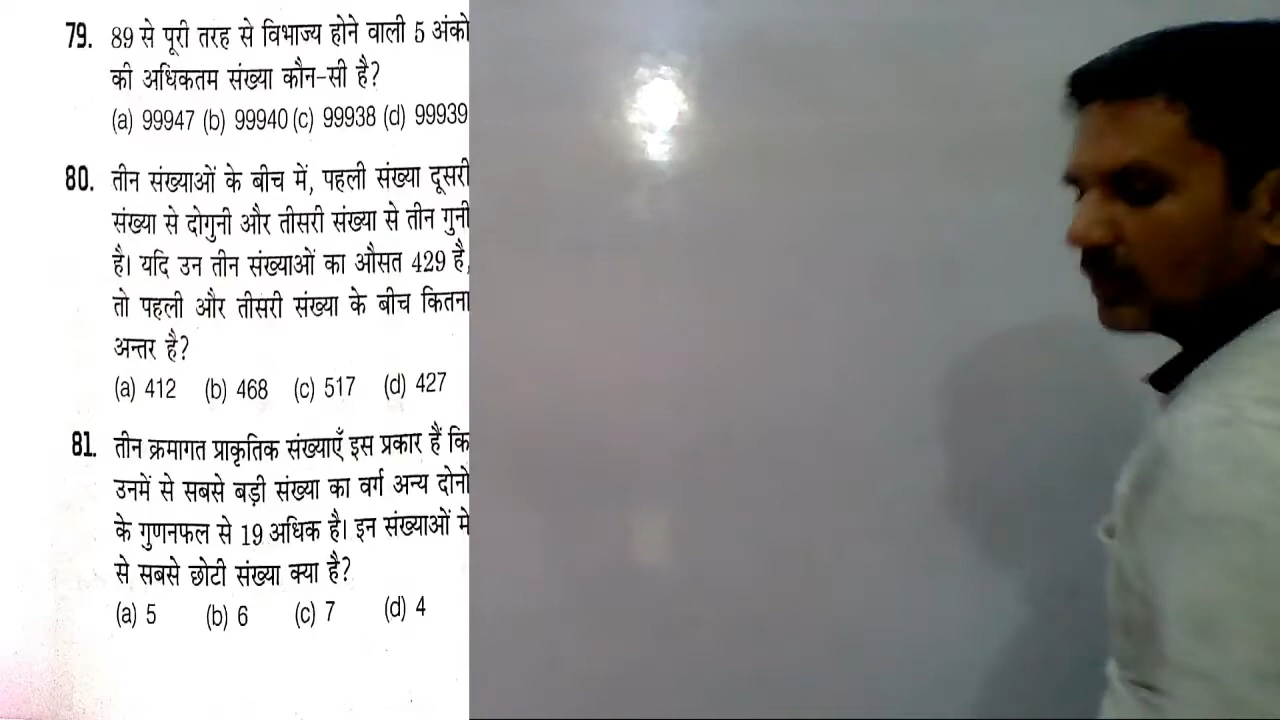 79. 89 से पूरी तरह से विभाज्य होने वाली 5 अंको
की अधिकतम संख्या कौन-सी है?
(a) 99947 (b) 99940 (c) 99938 (d) 99939
80. तीन संख्याओं के बीच में, पहली संख्या दूसरी
संख्या से दोगुनी और तीसरी संख्या से तीन गुनी
है। यदि उन तीन संख्याओं का औसत 429 है,
तो पहली और तीसरी संख्या के बीच कितना
अन्तर है?
(a) 412 (b) 468 (c) 517 (d) 427
81. तीन क्रमागत प्राकृतिक संख्याएँ इस प्रकार हैं कि
उनमें से सबसे बड़ी संख्या का वर्ग अन्य दोनो
के गुणनफल से 19 अधिक है। इन संख्याओं मे
से सबसे छोटी संख्या क्या है?
(a) 5 (b) 6 (c) 7 (d) 4